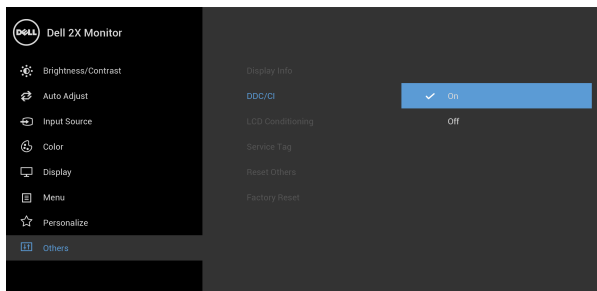 DELL Dell 2X Monitor
Brightness/Contrast
Auto Adjust
Input Source
Color
Display
Menu
Personalize
Others
Display Info
DDC/CI
LCD Conditioning
Service Tag
Reset Others
Factory Reset
On
Off